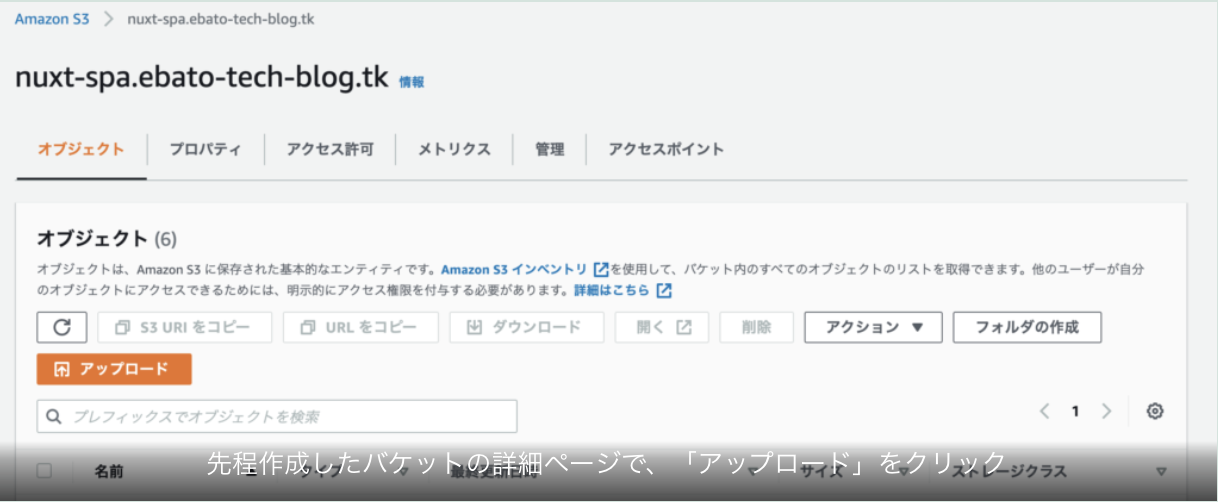 Amazon S3 > nuxt-spa.ebato-tech-blog.tk
nuxt-spa.ebato-tech-blog.tk 情報
オブジェクト プロパティ アクセス許可 メトリクス 管理 アクセスポイント
オブジェクト (6)
オブジェクトは、Amazon S3 に保存された基本的なエンティティです。Amazon S3 インベントリ を使用して、バケット内のすべてのオブジェクトのリストを取得できます。他のユーザーが自分
のオブジェクトにアクセスできるためには、明示的にアクセス権限を付与する必要があります。詳細はこちら
S3 URI をコピー URL をコピー ダウンロード 開く 削除 アクション フォルダの作成
アップロード
プレフィックスでオブジェクトを検索 1
名前 タイプ 最終更新日時 サイズ ストレージクラス
先程作成したバケットの詳細ページで、「アップロード」をクリック